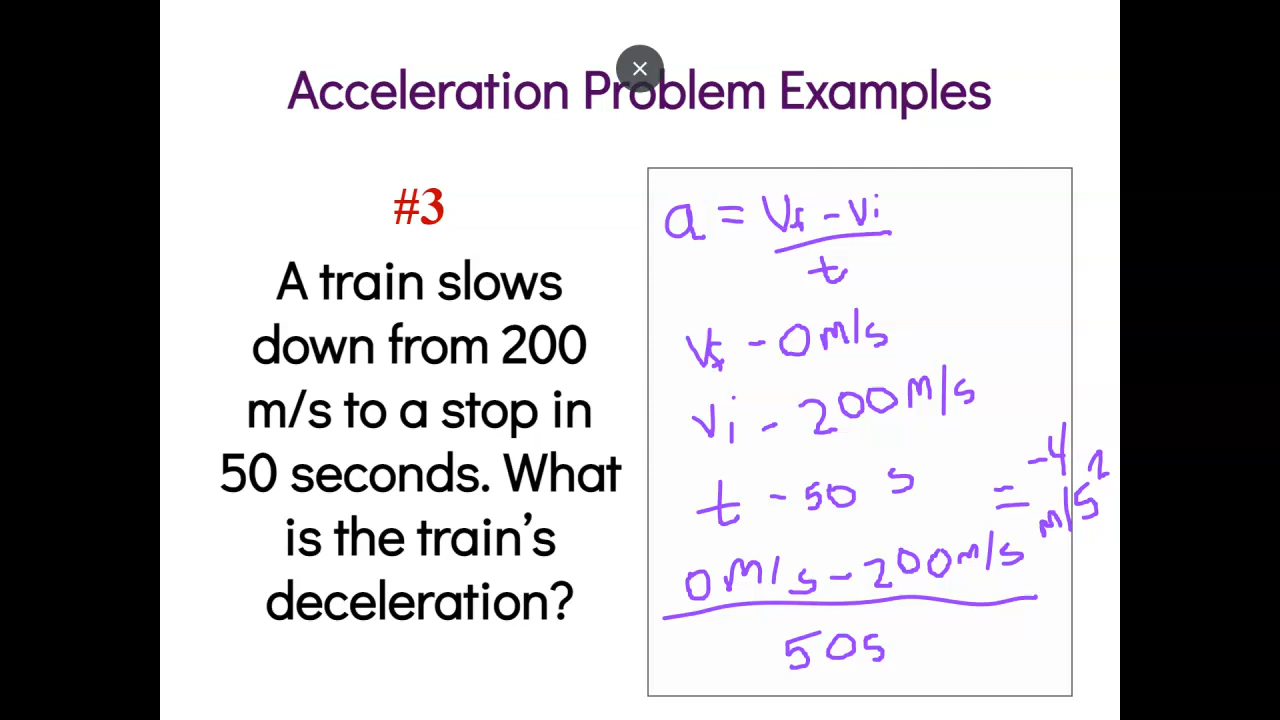 Acceleration Problem Examples
#3
A train slows
down from 200
m/s to a stop in
50 seconds. What
is the train's
deceleration?
a = Vf - Vi
t
Vf - 0 m/s
Vi - 200 m/s
t - 50 s
0 m/s - 200 m/s
50s
= -4
m/s²